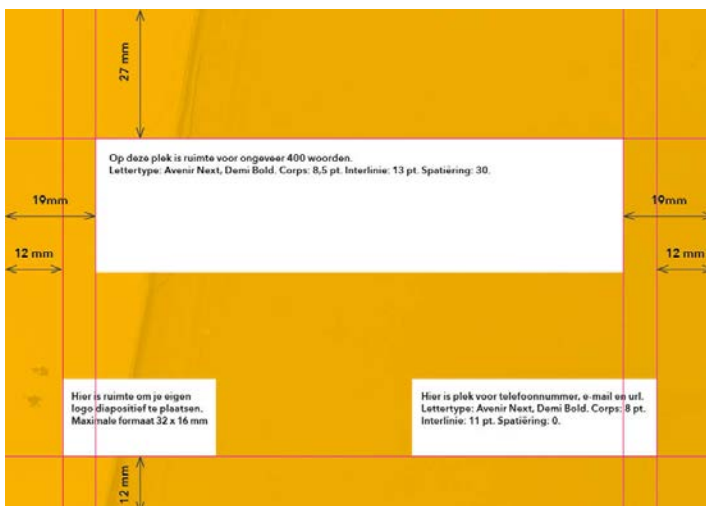 27 mm
Op deze plek is ruimte voor ongeveer 400 woorden.
Lettertype: Avenir Next, Demi Bold. Corps: 8,5 pt. Interlinie: 13 pt. Spatiëring: 30.
19mm
19mm
12 mm
12 mm
Hier is ruimte om je eigen
logo diapositief te plaatsen.
Maximale formaat 32 x 16 mm
Hier is plek voor telefoonnummer, e-mail en url.
Lettertype: Avenir Next, Demi Bold. Corps: 8 pt.
Interlinie: 11 pt. Spatiëring: 0.
12 mm